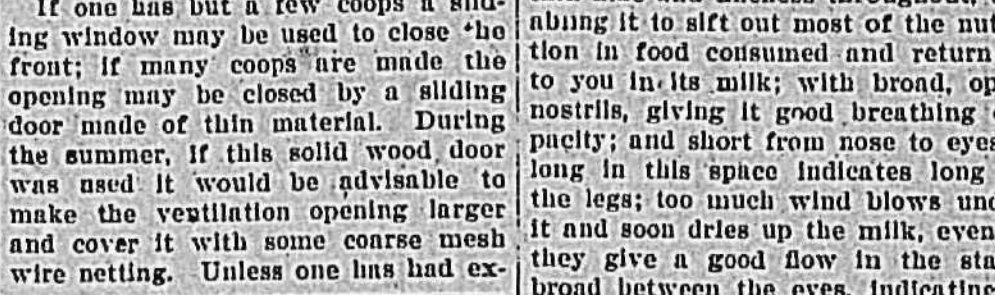 If one has but a few coops a slid-
ing window may be used to close the
front; if many coops are made the
opening may be closed by a sliding
door made of thin material. During
the summer, if this solid wood door
was used it would be advisable to
make the ventilation opening larger
and cover it with some coarse mesh
wire netting. Unless one has had ex-
abling it to sift out most of the nut
tion in food consumed and return
to you in its milk; with broad, op
nostrils, giving it good breathing
pacity; and short from nose to eyes
long in this space indicates long
the legs; too much wind blows und
it and soon dries up the milk, even
they give a good flow in the sta
broad between the eyes, indicating